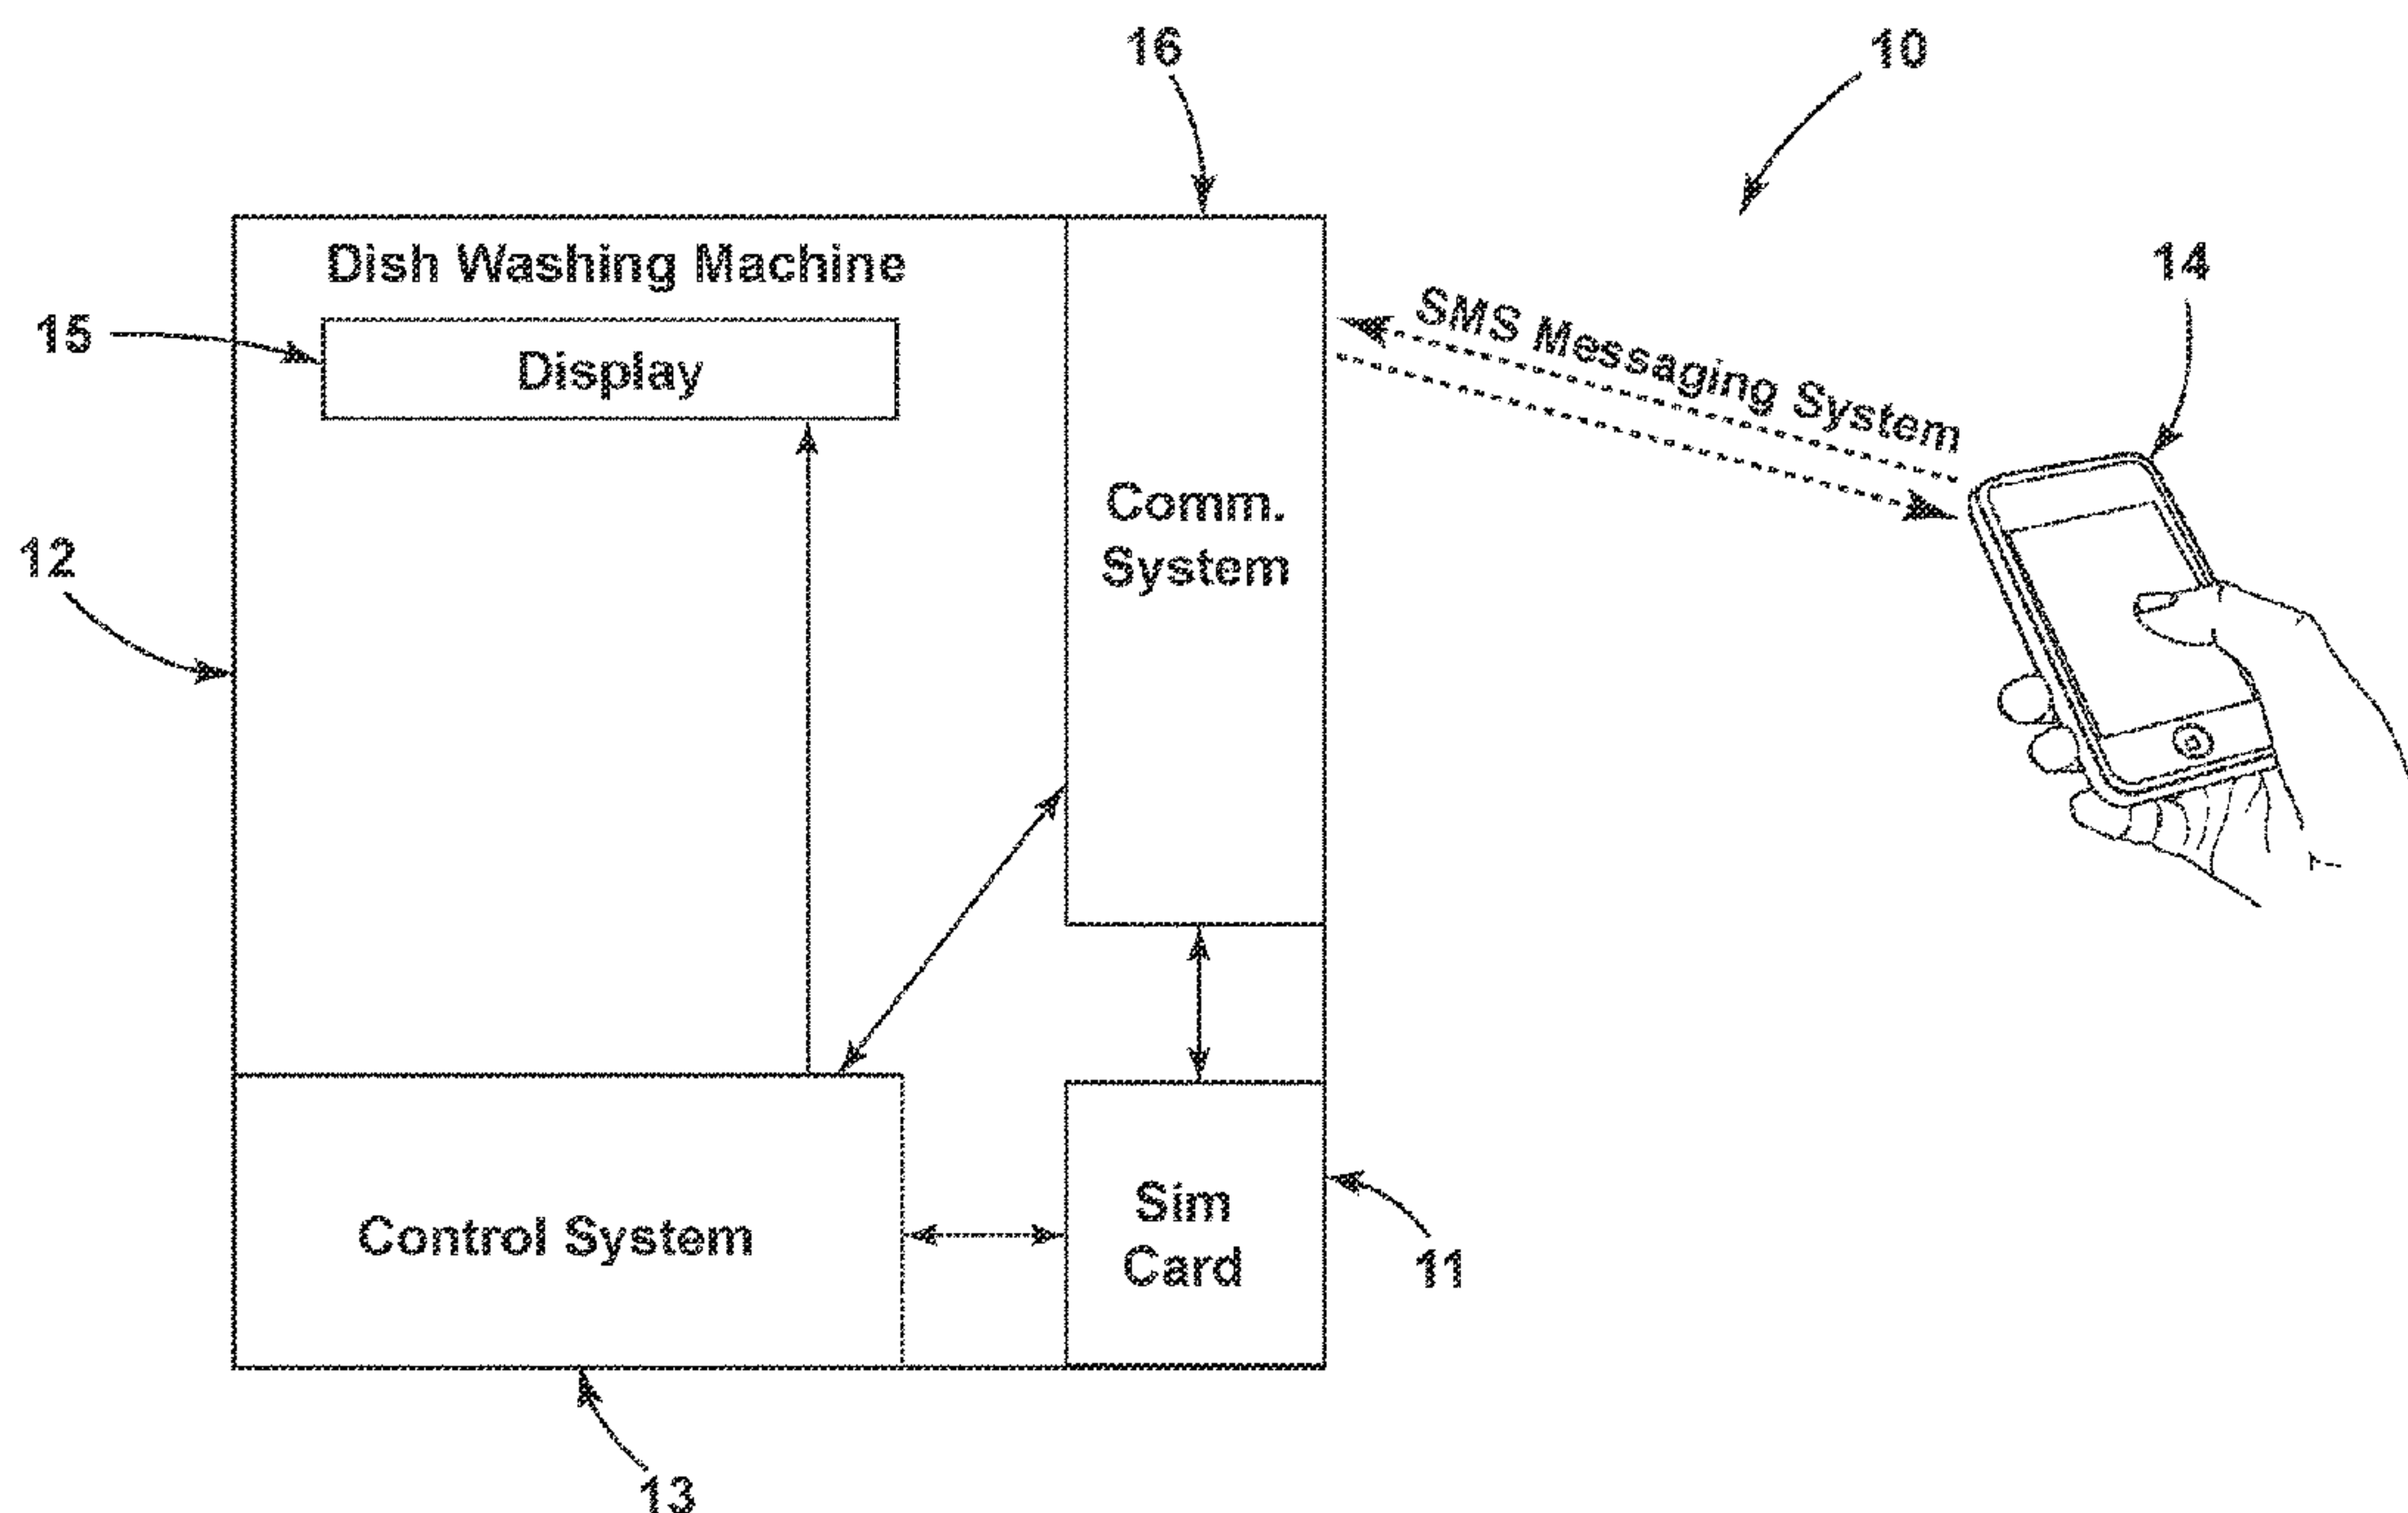 16
10
Dish Washing Machine
14
15
Display
SMS Messaging System
Comm.
System
12
Sim
Card
Control System
11
13